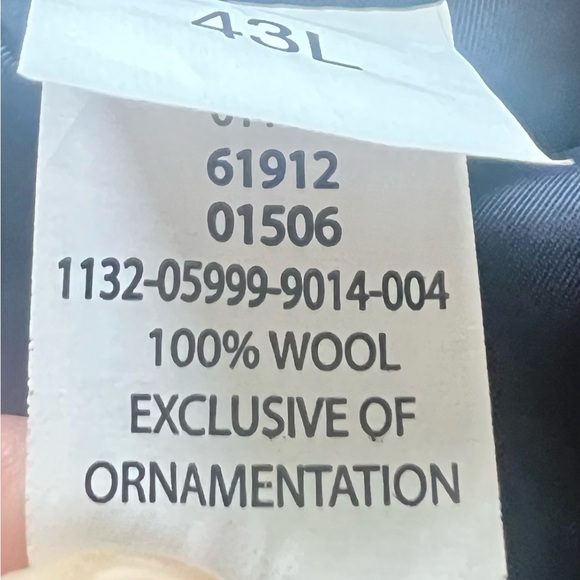 43L
61912
01506
1132-05999-9014-004
100% WOOL
EXCLUSIVE OF
ORNAMENTATION